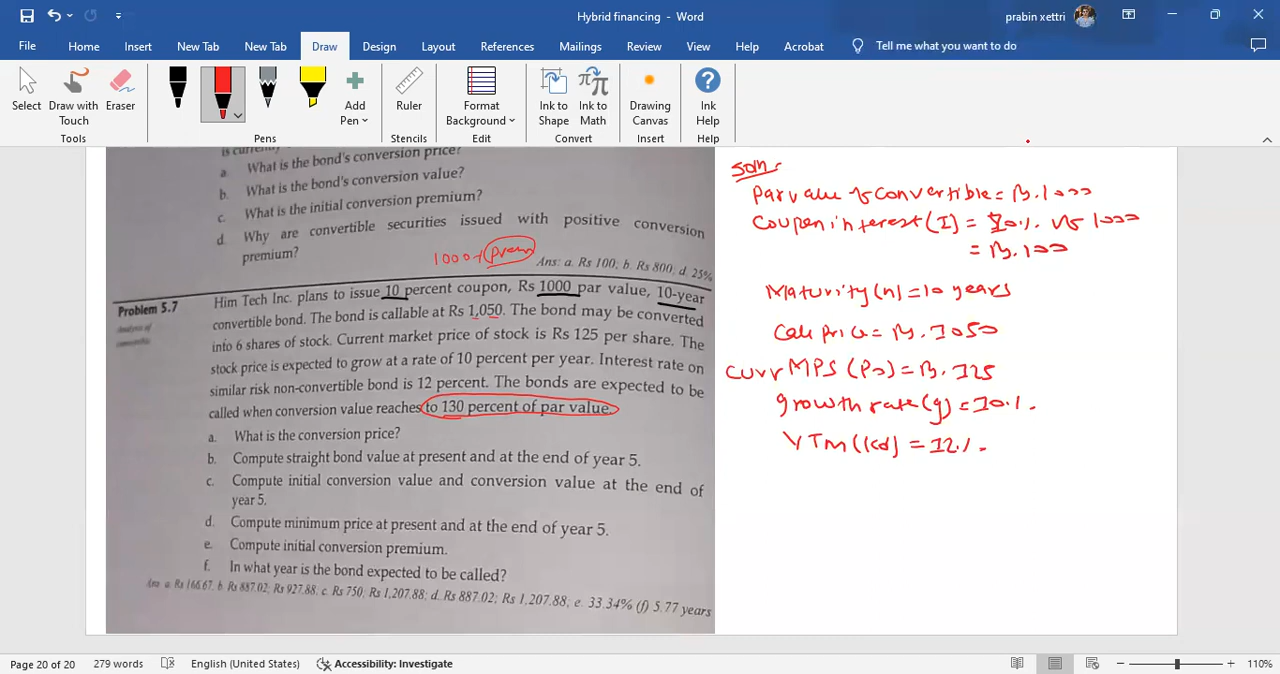 Hybrid financing - Word
prabin xettri
File Home Insert New Tab New Tab Draw Design Layout References Mailings Review View Help Acrobat Tell me what you want to do
Select Draw with Touch Eraser
Add Pen
Ruler
Format Background
Ink to Shape Ink to Math
Drawing Canvas
Ink Help
Tools Pens Stencils Edit Convert Insert Help
a. What is the bond's conversion price?
b. What is the bond's conversion value?
c. What is the initial conversion premium?
d. Why are convertible securities issued with positive conversion
premium?
Ans: a. Rs 100; b. Rs 800, d. 25%
Problem 5.7
Him Tech Inc. plans to issue 10 percent coupon, Rs 1000 par value, 10-year
convertible bond. The bond is callable at Rs 1,050. The bond may be converted
into 6 shares of stock. Current market price of stock is Rs 125 per share. The
stock price is expected to grow at a rate of 10 percent per year. Interest rate on
similar risk non-convertible bond is 12 percent. The bonds are expected to be
called when conversion value reaches to 130 percent of par value.
a. What is the conversion price?
b. Compute straight bond value at present and at the end of year 5.
c. Compute initial conversion value and conversion value at the end of
year 5.
d. Compute minimum price at present and at the end of year 5.
e. Compute initial conversion premium.
f. In what year is the bond expected to be called?
Ans. a. Rs 166.67, b. Rs 887.02; Rs 927.88, c. Rs 750, Rs 1,207.88; d. Rs 887.02; Rs 1,207.88; e. 33.34% (f) 5.77 years
Par value of convertible = Rs. 1000
Coupon interest (I) = 10% of 1000
= Rs. 100
Maturity (n) = 10 years
Call price = Rs. 1050
Curr MPS (P0) = Rs. 125
growth rate (g) = 10%.
YTM (kd) = 12%.
Page 20 of 20 279 words English (United States) Accessibility: Investigate
110%